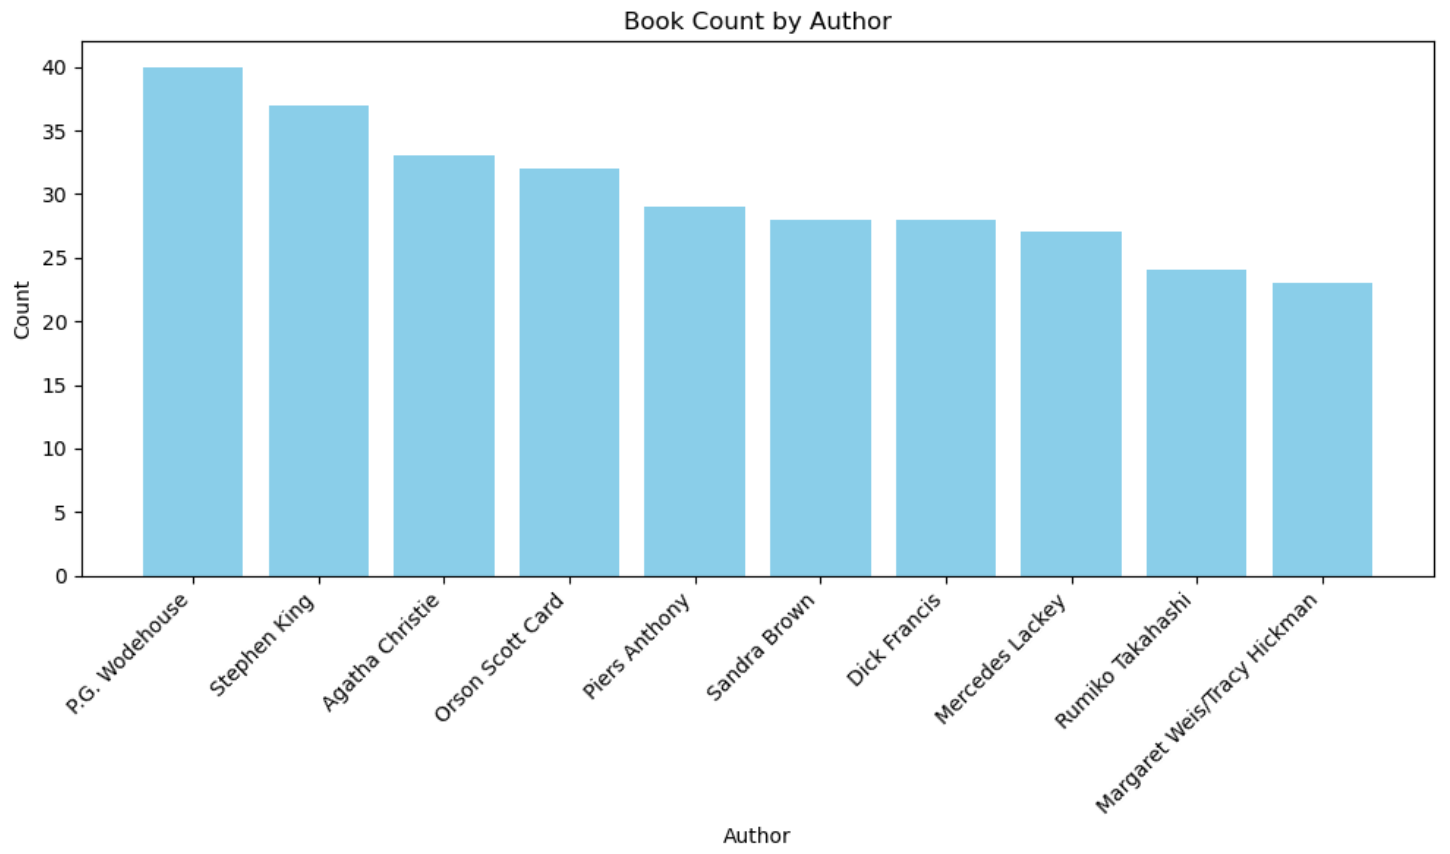 Book Count by Author
Count
40
35
30
25
20
15
10
5
0
P.G. Wodehouse
Stephen King
Agatha Christie
Orson Scott Card
Piers Anthony
Sandra Brown
Dick Francis
Mercedes Lackey
Rumiko Takahashi
Margaret Weis/Tracy Hickman
Author